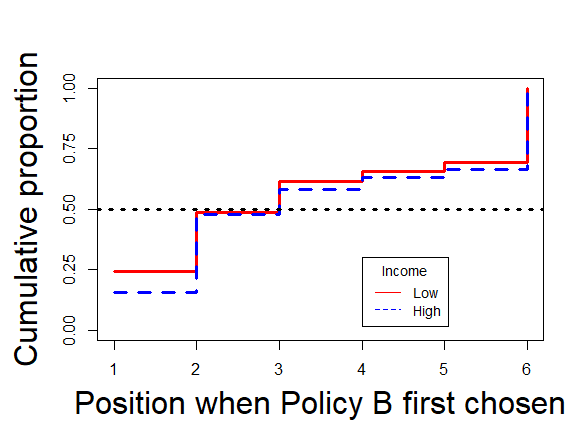 Cumulative proportion
1.00
0.75
0.50
0.25
0.00
Income
Low
High
1 2 3 4 5 6
Position when Policy B first chosen